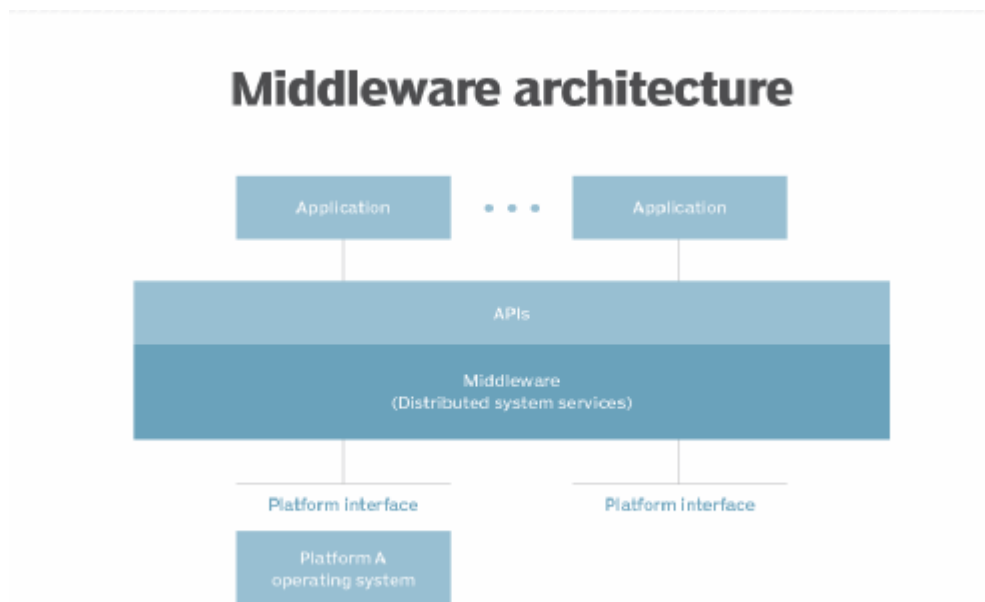 Middleware architecture
Application
Application
APIs
Middleware
(Distributed system services)
Platform interface
Platform interface
Platform A
operating system